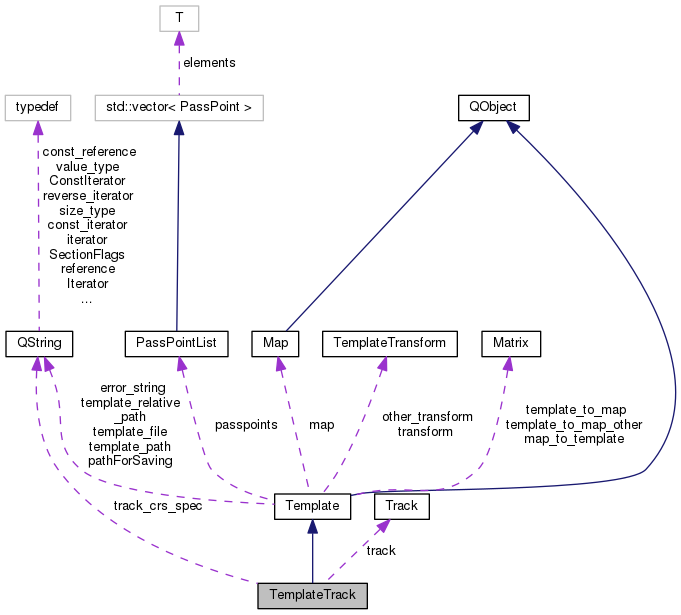 T
elements
typedef
std::vector< PassPoint >
QObject
const_reference
value_type
ConstIterator
reverse_iterator
size_type
const_iterator
iterator
SectionFlags
reference
Iterator
...
QString
PassPointList
Map
TemplateTransform
Matrix
error_string
template_relative
_path
template_file
template_path
pathForSaving
passpoints
map
other_transform
transform
template_to_map
template_to_map_other
map_to_template
track_crs_spec
Template
Track
track
TemplateTrack